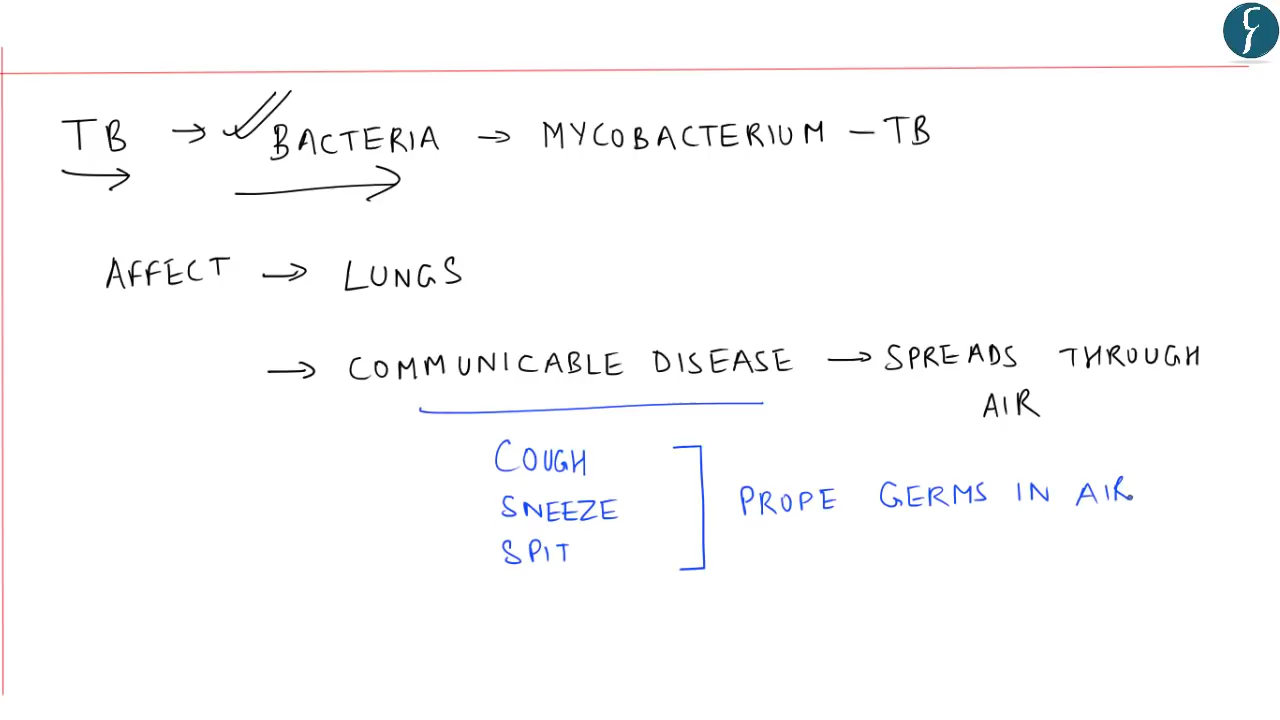 TB → BACTERIA → MYCOBACTERIUM – TB
AFFECT → LUNGS
→ COMMUNICABLE DISEASE → SPREADS THROUGH
AIR
COUGH
SNEEZE
SPIT
PROPE GERMS IN AIR